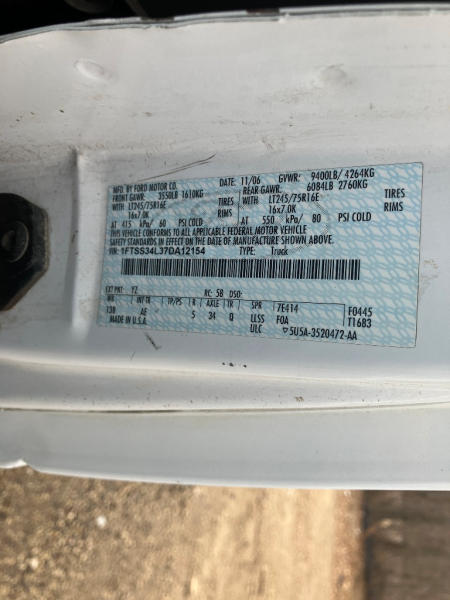 MFD. BY FORD MOTOR CO.
DATE: 11/06 GVWR: 9400LB/ 4264KG
FRONT GAWR: 3550LB 1610KG REAR GAWR: 6084LB 2760KG
WITH LT245/75R16E TIRES WITH LT245/75R16E TIRES
16x7.0K RIMS 16x7.0K RIMS
AT 415 kPa/ 60 PSI COLD AT 550 kPa/ 80 PSI COLD
THIS VEHICLE CONFORMS TO ALL APPLICABLE FEDERAL MOTOR VEHICLE
SAFETY STANDARDS IN EFFECT ON THE DATE OF MANUFACTURE SHOWN ABOVE.
VIN: 1FTSS34L37DA12154 TYPE: Truck
EXT PNT: YZ RC: 5B DSO:
WB INT TR TP/PS R AXLE TR SPR 7E414 F0445
138 AE 5 34 Q LLSS FOA T16B3
MADE IN U.S.A ULC ▽5U5A-3520472-AA